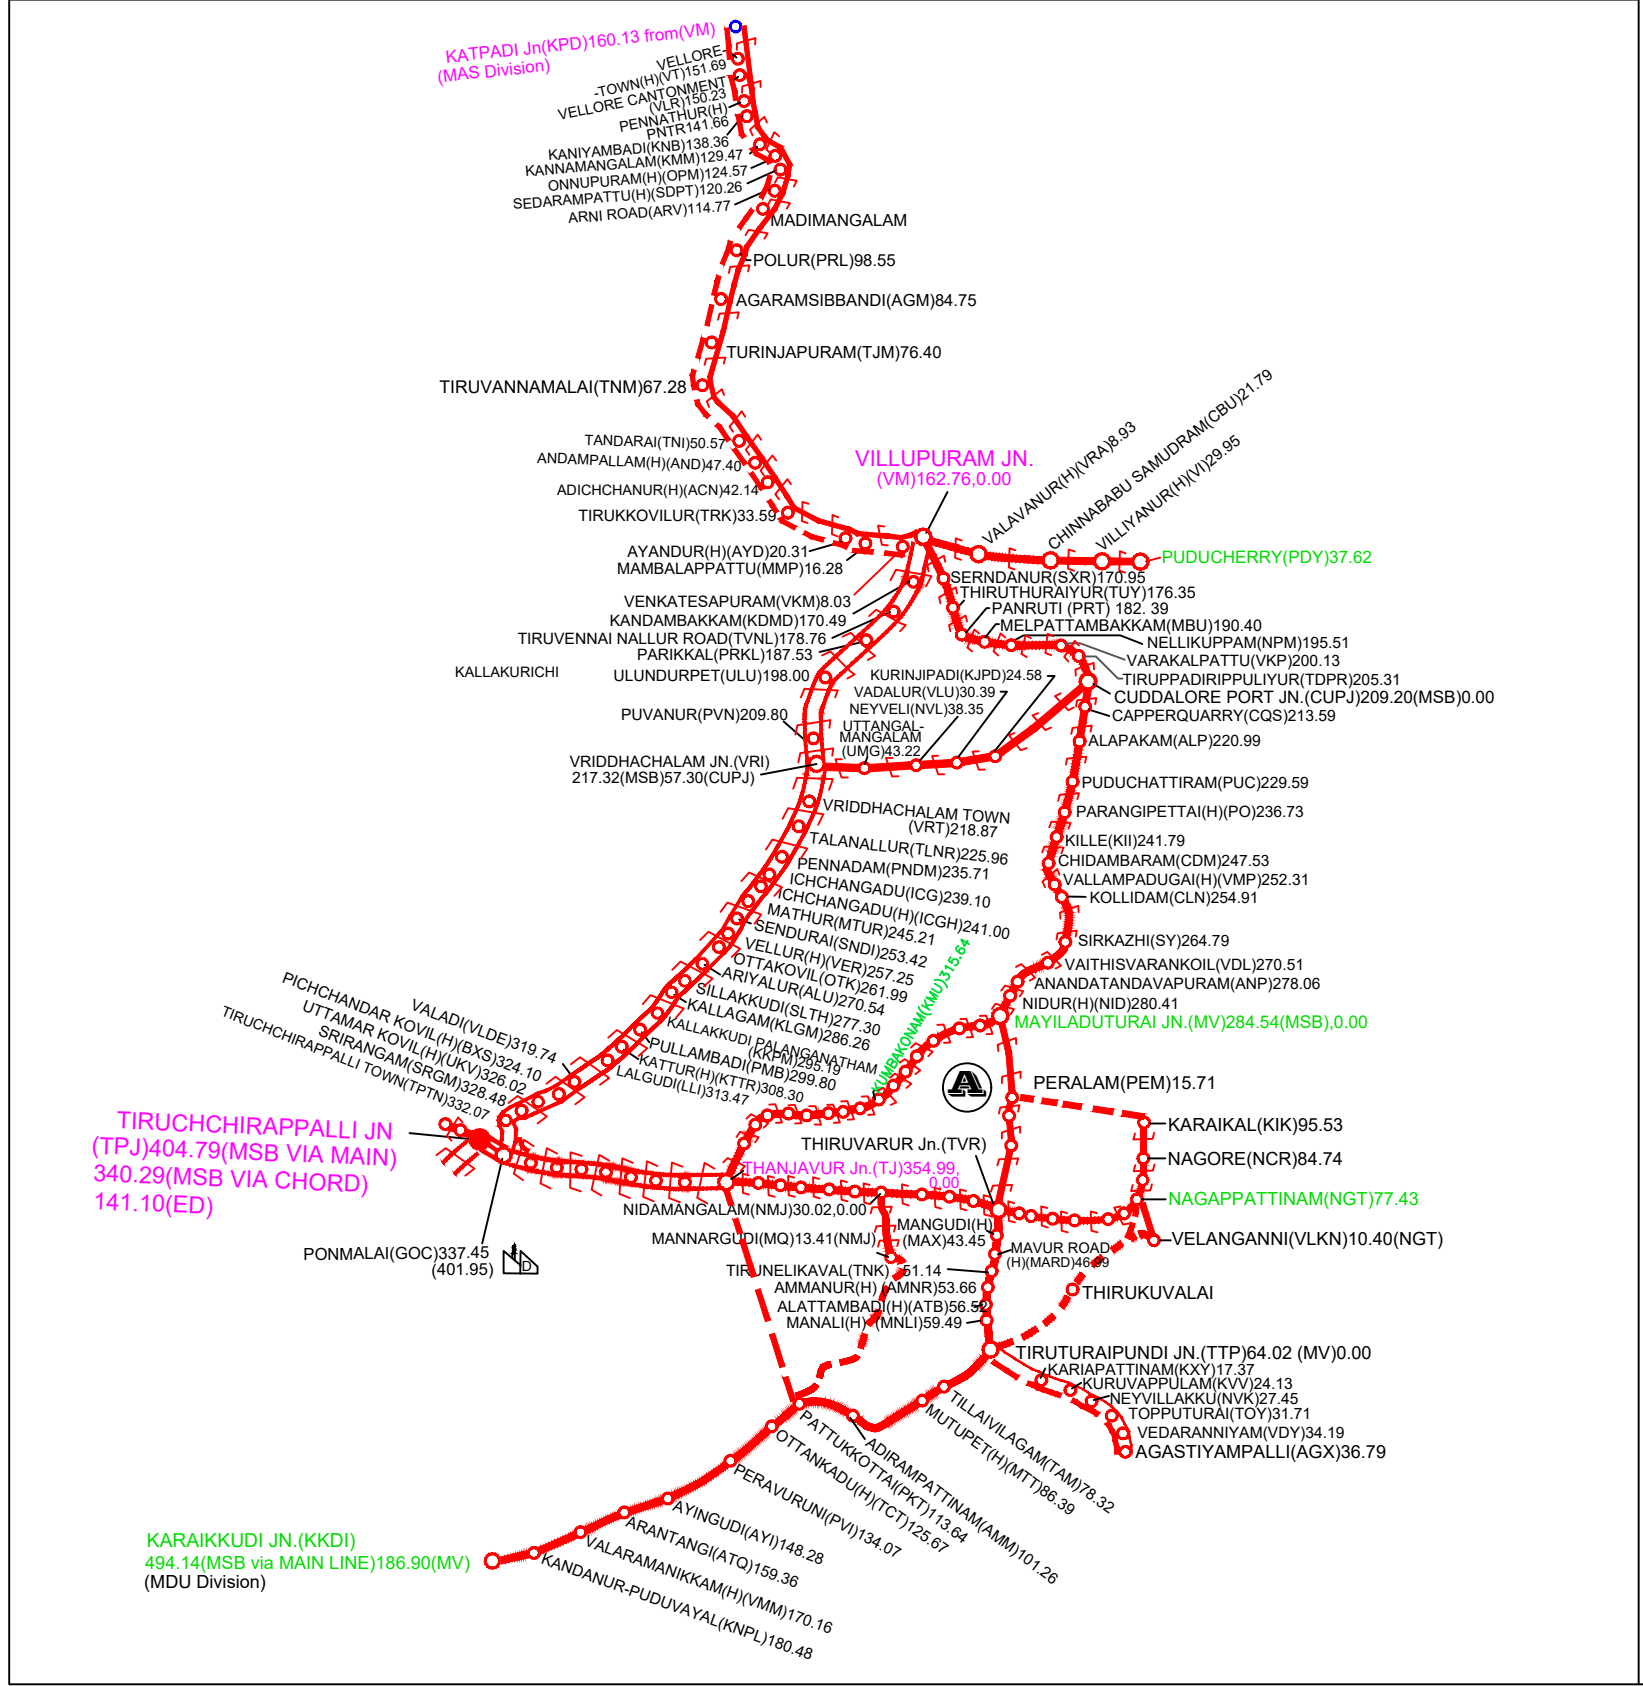 KATPADI Jn(KPD)160.13 from(VM)
(MAS Division)
VELLORE-
-TOWN(H)(VT)151.69
VELLORE CANTONMENT
(VLR)150.23
PENNATHUR(H)
PNTR141.66
KANIYAMBADI(KNB)138.36
KANNAMANGALAM(KMM)129.47
ONNUPURAM(H)(OPM)124.57
SEDARAMPATTU(H)(SDPT)120.26
ARNI ROAD(ARV)114.77
MADIMANGALAM
POLUR(PRL)98.55
AGARAMSIBBANDI(AGM)84.75
TURINJAPURAM(TJM)76.40
TIRUVANNAMALAI(TNM)67.28
TANDARAI(TNI)50.57
ANDAMPALLAM(H)(AND)47.40
ADICHCHANUR(H)(ACN)42.14
TIRUKKOVILUR(TRK)33.59
AYANDUR(H)(AYD)20.31
MAMBALAPPATTU(MMP)16.28
VENKATESAPURAM(VKM)8.03
VILLUPURAM JN.
(VM)162.76,0.00
VALAVANUR(H)(VRA)8.93
CHINNABABU SAMUDRAM(CBU)21.79
VILLIYANUR(H)(VI)29.95
PUDUCHERRY(PDY)37.62
KANDAMBAKKAM(KDMD)170.49
TIRUVENNAI NALLUR ROAD(TVNL)178.76
PARIKKAL(PRKL)187.53
KALLAKURICHI
ULUNDURPET(ULU)198.00
PUVANUR(PVN)209.80
VRIDDHACHALAM JN.(VRI)
217.32(MSB)57.30(CUPJ)
SERNDANUR(SXR)170.95
THIRUTHURAIYUR(TUY)176.35
PANRUTI (PRT) 182. 39
MELPATTAMBAKKAM(MBU)190.40
NELLIKUPPAM(NPM)195.51
VARAKALPATTU(VKP)200.13
TIRUPPADIRIPPULIYUR(TDPR)205.31
CUDDALORE PORT JN.(CUPJ)209.20(MSB)0.00
CAPPERQUARRY(CQS)213.59
ALAPAKAM(ALP)220.99
PUDUCHATTIRAM(PUC)229.59
PARANGIPETTAI(H)(PO)236.73
KILLE(KII)241.79
CHIDAMBARAM(CDM)247.53
VALLAMPADUGAI(H)(VMP)252.31
KOLLIDAM(CLN)254.91
SIRKAZHI(SY)264.79
VAITHISVARANKOIL(VDL)270.51
ANANDATANDAVAPURAM(ANP)278.06
NIDUR(H)(NID)280.41
MAYILADUTURAI JN.(MV)284.54(MSB),0.00
KURINJIPADI(KJPD)24.58
VADALUR(VLU)30.39
NEYVELI(NVL)38.35
UTTANGAL-
MANGALAM
(UMG)43.22
VRIDDHACHALAM TOWN
(VRT)218.87
TALANALLUR(TLNR)225.96
PENNADAM(PNDM)235.71
ICHCHANGADU(ICG)239.10
ICHCHANGADU(H)(ICGH)241.00
MATHUR(MTUR)245.21
SENDURAI(SNDI)253.42
VELLUR(H)(VER)257.25
OTTAKOVIL(OTK)261.99
ARIYALUR(ALU)270.54
SILLAKKUDI(SLTH)277.30
KALLAGAM(KLGM)286.26
KALLAKKUDI PALANGANATHAM
(KKPM)295.19
PULLAMBADI(PMB)299.80
KATTUR(H)(KTTR)308.30
LALGUDI(LLI)313.47
VALADI(VLDE)319.74
PICHCHANDAR KOVIL(H)(BXS)324.10
UTTAMAR KOVIL(H)(UKV)326.02
SRIRANGAM(SRGM)328.48
TIRUCHCHIRAPPALLI TOWN(TPTN)332.07
TIRUCHCHIRAPPALLI JN
(TPJ)404.79(MSB VIA MAIN)
340.29(MSB VIA CHORD)
141.10(ED)
PONMALAI(GOC)337.45
(401.95)
D
KUMBAKONAM(KMU)315.64
A
PERALAM(PEM)15.71
KARAIKAL(KIK)95.53
NAGORE(NCR)84.74
NAGAPPATTINAM(NGT)77.43
VELANGANNI(VLKN)10.40(NGT)
THIRUVARUR Jn.(TVR)
THANJAVUR Jn.(TJ)354.99,
0.00
NIDAMANGALAM(NMJ)30.02,0.00
MANNARGUDI(MQ)13.41(NMJ)
MANGUDI(H)
(MAX)43.45
MAVUR ROAD
(H)(MARD)46.99
TIRUNELIKAVAL(TNK) 51.14
AMMANUR(H) (AMNR)53.66
ALATTAMBADI(H)(ATB)56.52
MANALI(H) (MNLI)59.49
THIRUKUVALAI
TIRUTURAIPUNDI JN.(TTP)64.02 (MV)0.00
KARIAPATTINAM(KXY)17.37
KURUVAPPULAM(KVV)24.13
NEYVILLAKKU(NVK)27.45
TOPPUTURAI(TOY)31.71
VEDARANNIYAM(VDY)34.19
AGASTIYAMPALLI(AGX)36.79
TILLAIVILAGAM(TAM)78.32
MUTUPET(H)(MTT)86.39
ADIRAMPATTINAM(AMM)101.26
PATTUKKOTTAI(PKT)113.64
OTTANKADU(H)(TCT)125.67
PERAVURUNI(PVI)134.07
AYINGUDI(AYI)148.28
ARANTANGI(ATQ)159.36
VALARAMANIKKAM(H)(VMM)170.16
KANDANUR-PUDUVAYAL(KNPL)180.48
KARAIKKUDI JN.(KKDI)
494.14(MSB via MAIN LINE)186.90(MV)
(MDU Division)